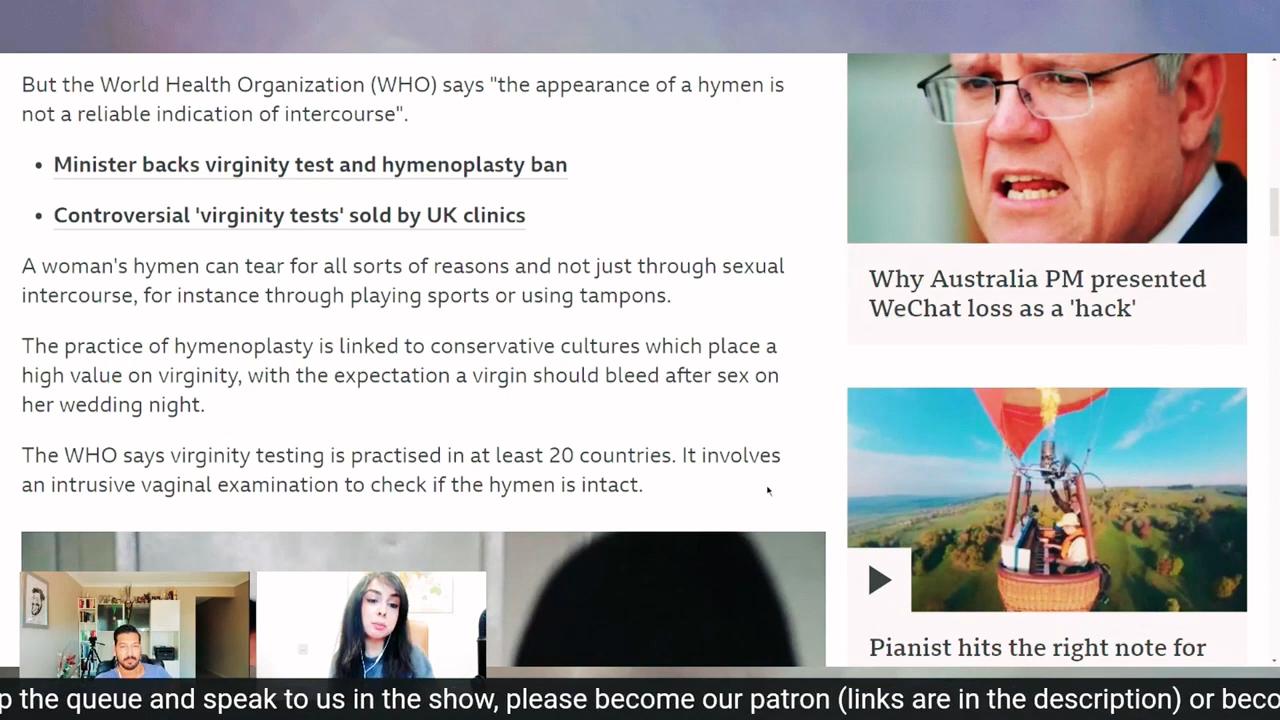 But the World Health Organization (WHO) says "the appearance of a hymen is
not a reliable indication of intercourse".
• Minister backs virginity test and hymenoplasty ban
• Controversial 'virginity tests' sold by UK clinics
A woman's hymen can tear for all sorts of reasons and not just through sexual
intercourse, for instance through playing sports or using tampons.
The practice of hymenoplasty is linked to conservative cultures which place a
high value on virginity, with the expectation a virgin should bleed after sex on
her wedding night.
The WHO says virginity testing is practised in at least 20 countries. It involves
an intrusive vaginal examination to check if the hymen is intact.
Why Australia PM presented
WeChat loss as a 'hack'
Pianist hits the right note for
p the queue and speak to us in the show, please become our patron (links are in the description) or beco